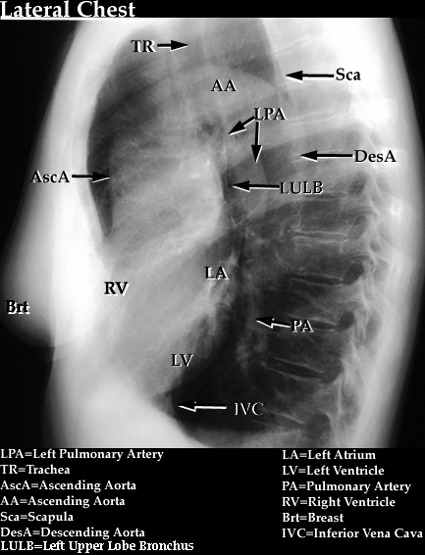 Lateral Chest
TR
Sca
AA
LPA
DesA
AscA
LULB
LA
RV
Brt
PA
LV
IVC
LPA=Left Pulmonary Artery
TR=Trachea
AscA=Ascending Aorta
AA=Ascending Aorta
Sca=Scapula
DesA=Descending Aorta
LULB=Left Upper Lobe Bronchus
LA=Left Atrium
LV=Left Ventricle
PA=Pulmonary Artery
RV=Right Ventricle
Brt=Breast
IVC=Inferior Vena Cava